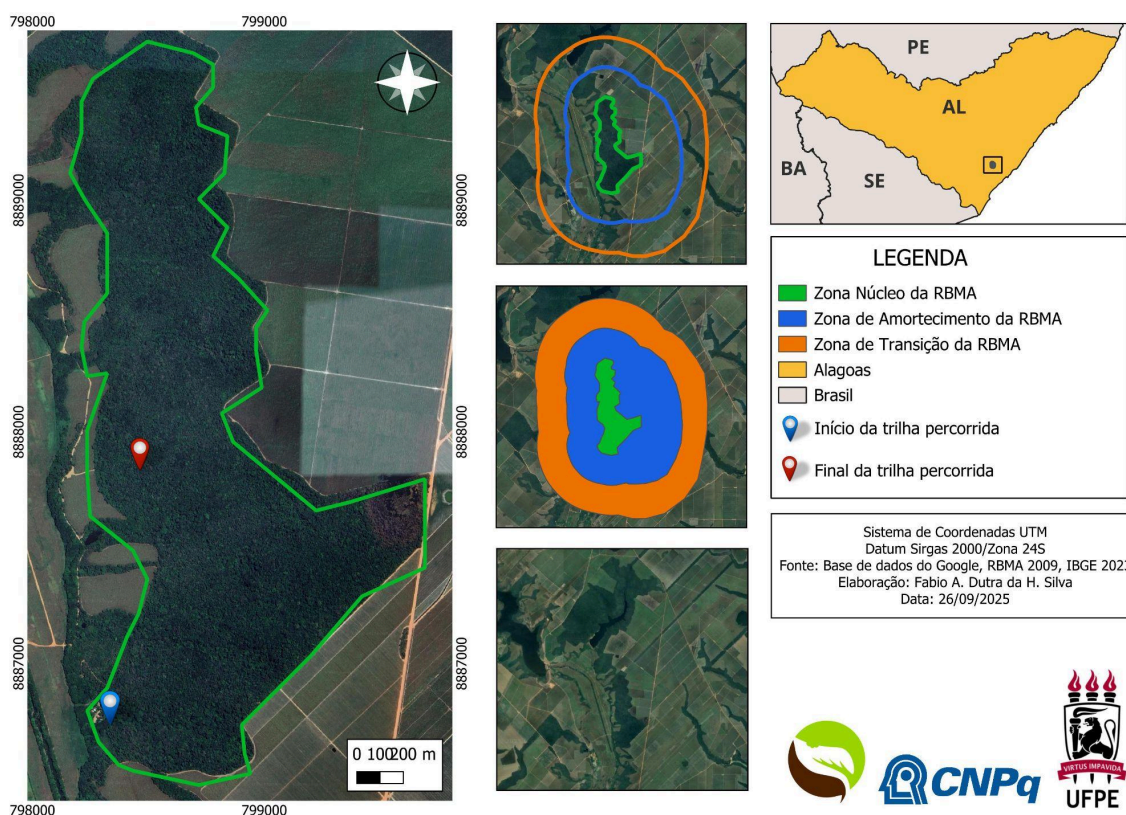 798000
799000
8889000
8888000
8887000
8889000
8888000
8887000
0 100200 m
798000
799000
PE
AL
BA
SE
LEGENDA
Zona Núcleo da RBMA
Zona de Amortecimento da RBMA
Zona de Transição da RBMA
Alagoas
Brasil
Início da trilha percorrida
Final da trilha percorrida
Sistema de Coordenadas UTM
Datum Sirgas 2000/Zona 24S
Fonte: Base de dados do Google, RBMA 2009, IBGE 2023
Elaboração: Fabio A. Dutra da H. Silva
Data: 26/09/2025
CNPq
VIRTUS IMPAVIDA
UFPE